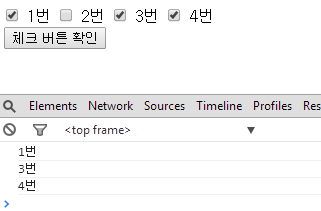 1번 2번 3번 4번
체크 버튼 확인
Elements Network Sources Timeline Profiles
<top frame>
1번
3번
4번